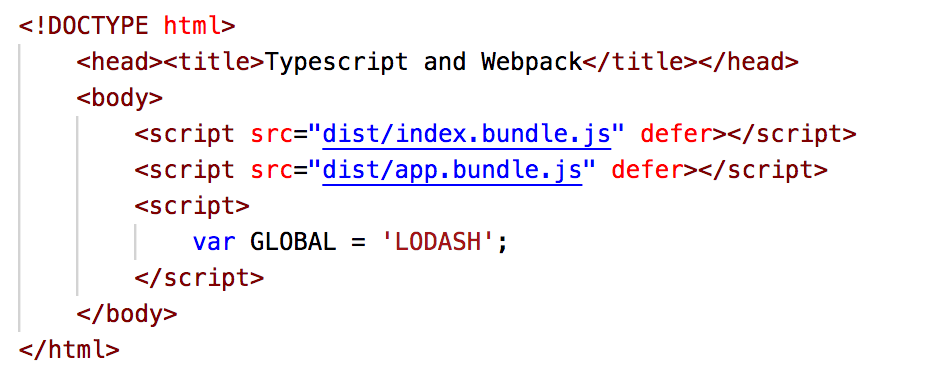 <!DOCTYPE html>
<head><title>Typescript and Webpack</title></head>
<body>
<script src="dist/index.bundle.js" defer></script>
<script src="dist/app.bundle.js" defer></script>
<script>
var GLOBAL = 'LODASH';
</script>
</body>
</html>